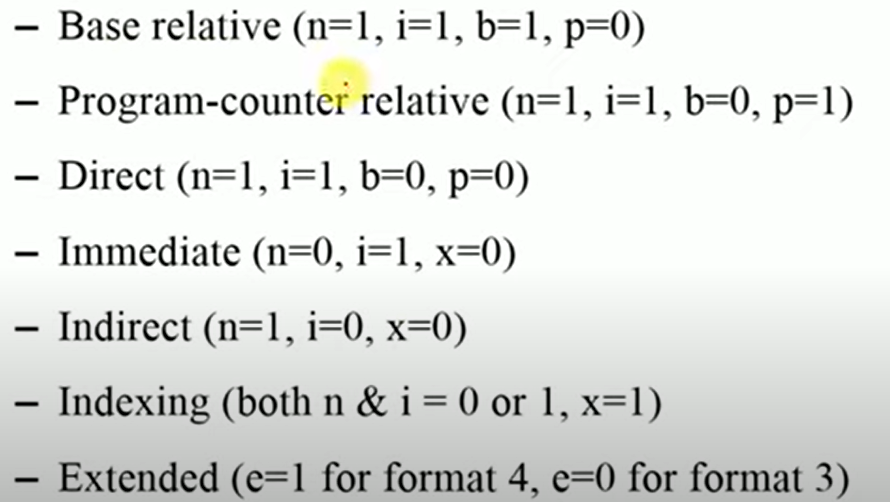 – Base relative (n=1, i=1, b=1, p=0)
– Program-counter relative (n=1, i=1, b=0, p=1)
– Direct (n=1, i=1, b=0, p=0)
– Immediate (n=0, i=1, x=0)
– Indirect (n=1, i=0, x=0)
– Indexing (both n & i = 0 or 1, x=1)
– Extended (e=1 for format 4, e=0 for format 3)